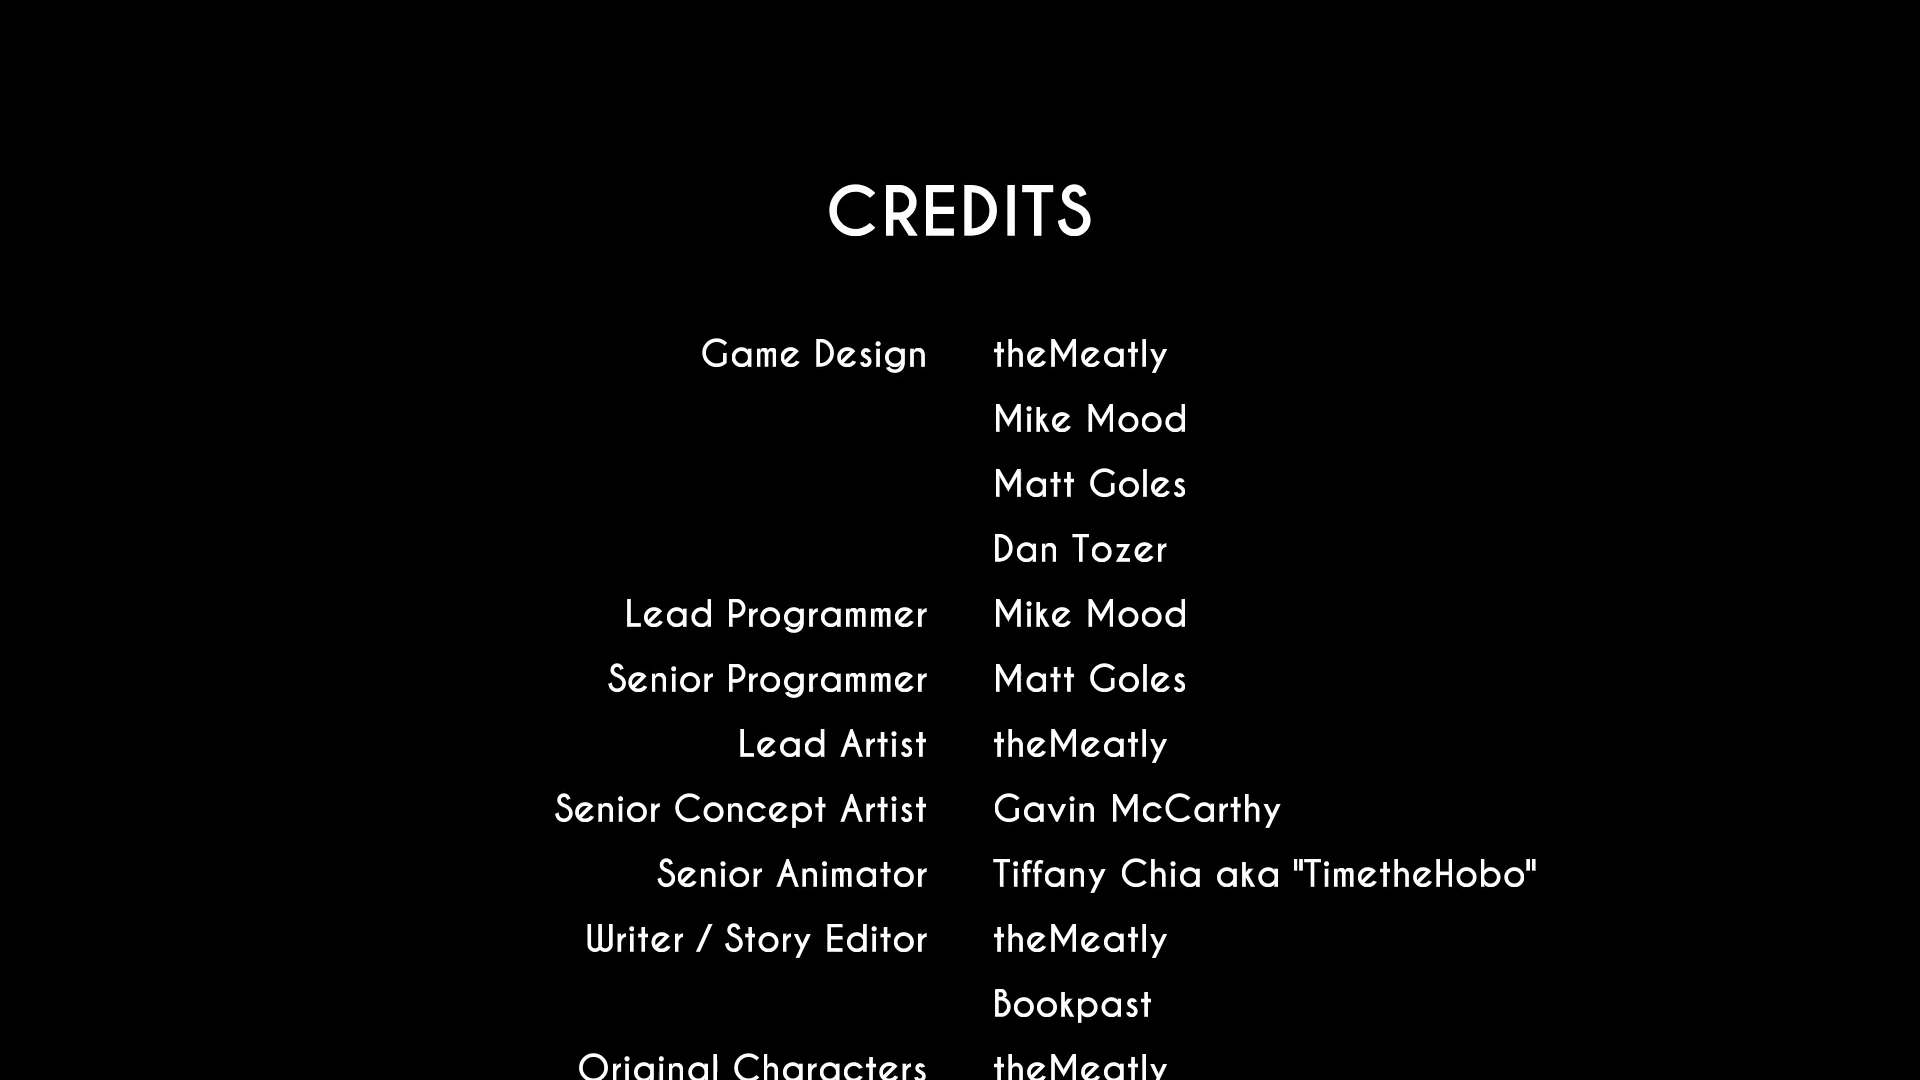 CREDITS
Game Design theMeatly
Mike Mood
Matt Goles
Dan Tozer
Lead Programmer Mike Mood
Senior Programmer Matt Goles
Lead Artist theMeatly
Senior Concept Artist Gavin McCarthy
Senior Animator Tiffany Chia aka "TimetheHobo"
Writer / Story Editor theMeatly
Bookpast
Original Characters theMeatly